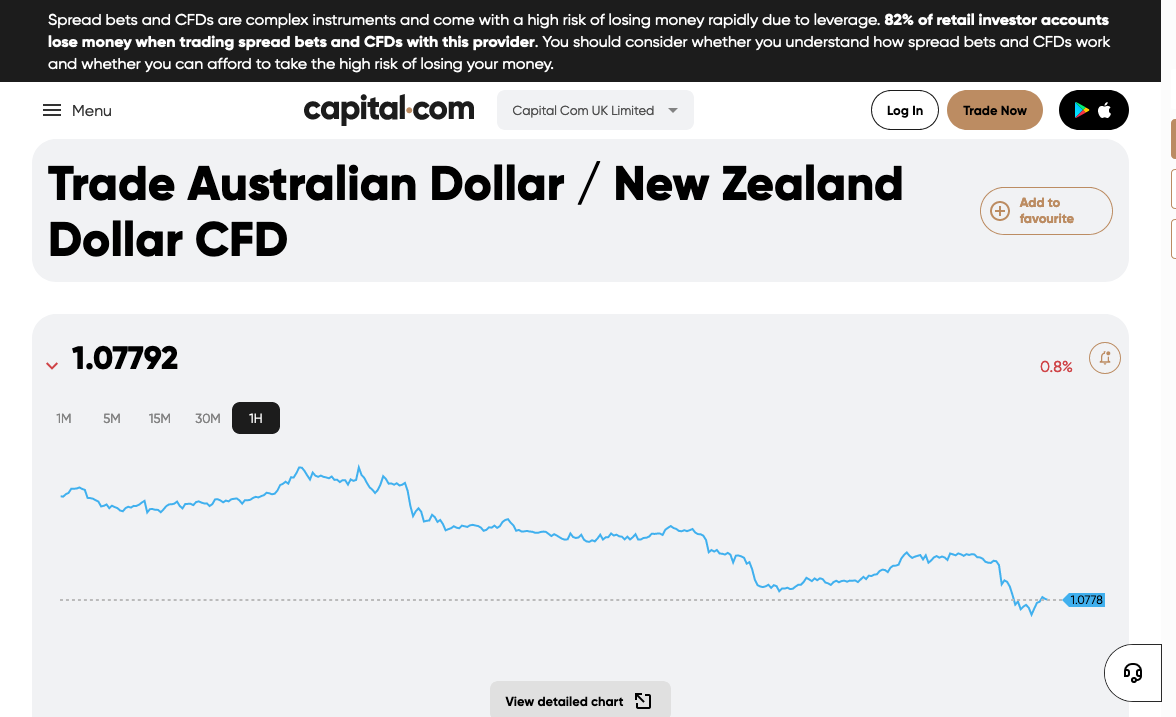 Spread bets and CFDs are complex instruments and come with a high risk of losing money rapidly due to leverage. 82% of retail investor accounts
lose money when trading spread bets and CFDs with this provider. You should consider whether you understand how spread bets and CFDs work
and whether you can afford to take the high risk of losing your money.
Menu
capital.com
Capital Com UK Limited
Log In
Trade Now
Trade Australian Dollar / New Zealand
Dollar CFD
Add to
favourite
1.07792
0.8%
1M 5M 15M 30M 1H
1.0778
View detailed chart